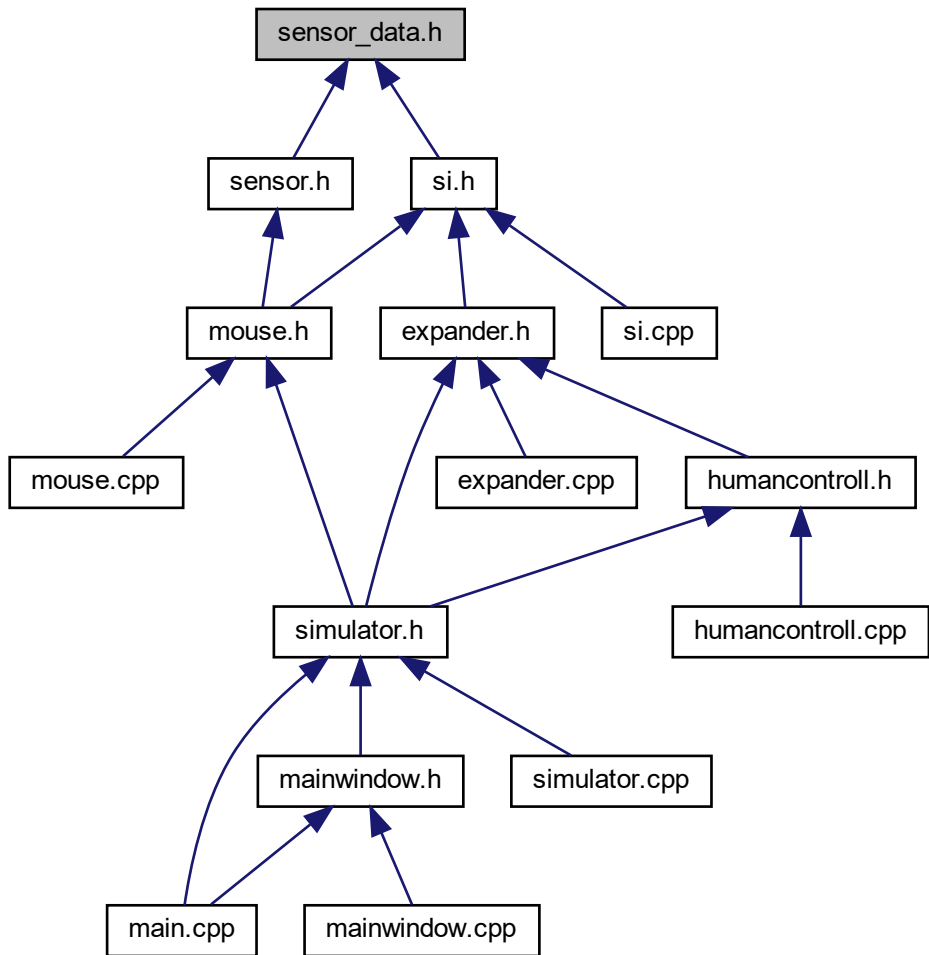 sensor_data.h
sensor.h
si.h
mouse.h
expander.h
si.cpp
mouse.cpp
expander.cpp
humancontroll.h
simulator.h
humancontroll.cpp
mainwindow.h
simulator.cpp
main.cpp
mainwindow.cpp